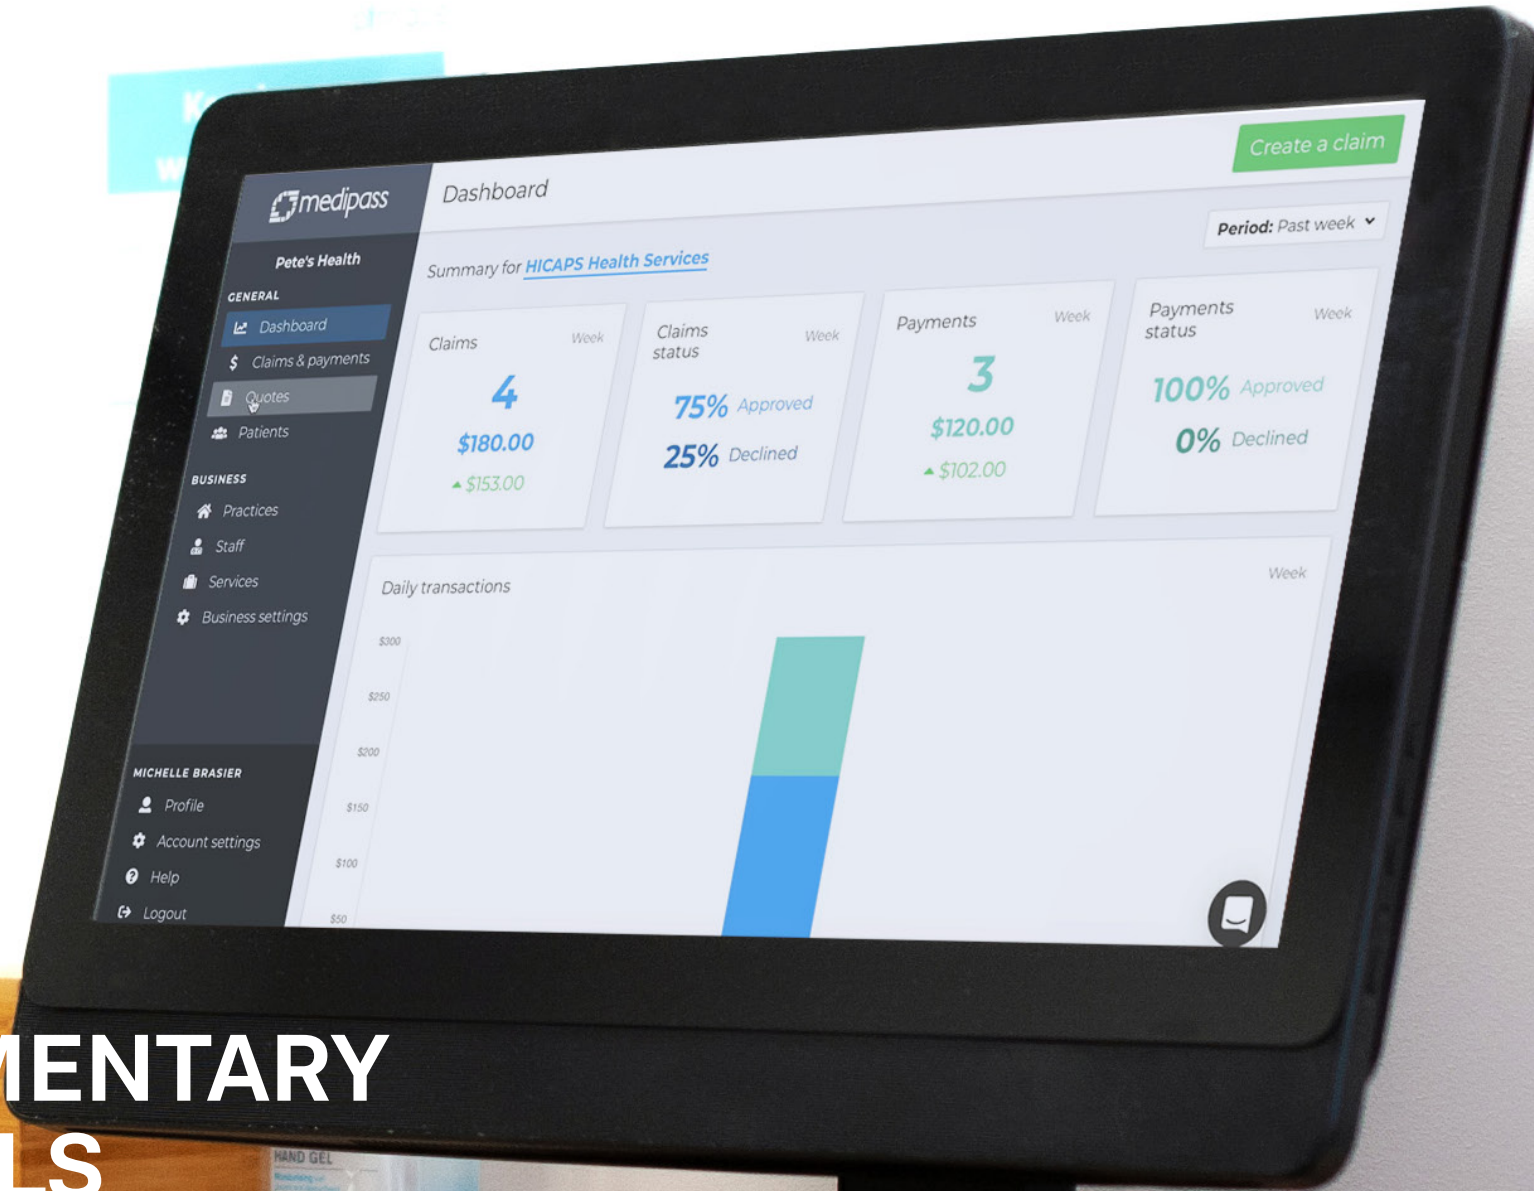 medipass
Dashboard
Create a claim
Pete's Health
Period: Past week
Summary for HICAPS Health Services
GENERAL
Dashboard
Claims & payments
Quotes
Patients
BUSINESS
Practices
Staff
Services
Business settings
MICHELLE BRASIER
Profile
Account settings
Help
Logout
Claims Week
4
$180.00
$153.00
Claims status Week
75% Approved
25% Declined
Payments Week
3
$120.00
$102.00
Payments status Week
100% Approved
0% Declined
Daily transactions Week
$300
$250
$200
$150
$100
$50
MENTARY
LS
HAND GEL